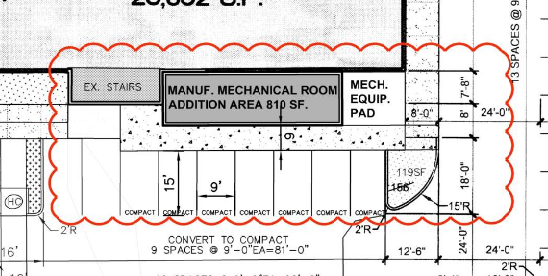 EX. STAIRS
MANUF. MECHANICAL ROOM
ADDITION AREA 810 SF.
MECH.
EQUIP.
PAD
7'-8"
8'-0"
8'
24'-0"
13 SPACES @ 9'
9'
15'
9'
119SF
18'-0"
15'R
HC
COMPACT COMPACT COMPACT COMPACT COMPACT COMPACT COMPACT
2'R
2'R
CONVERT TO COMPACT
9 SPACES @ 9'-0"EA=81'-0"
12'-6"
24'-0"
16'
2'R